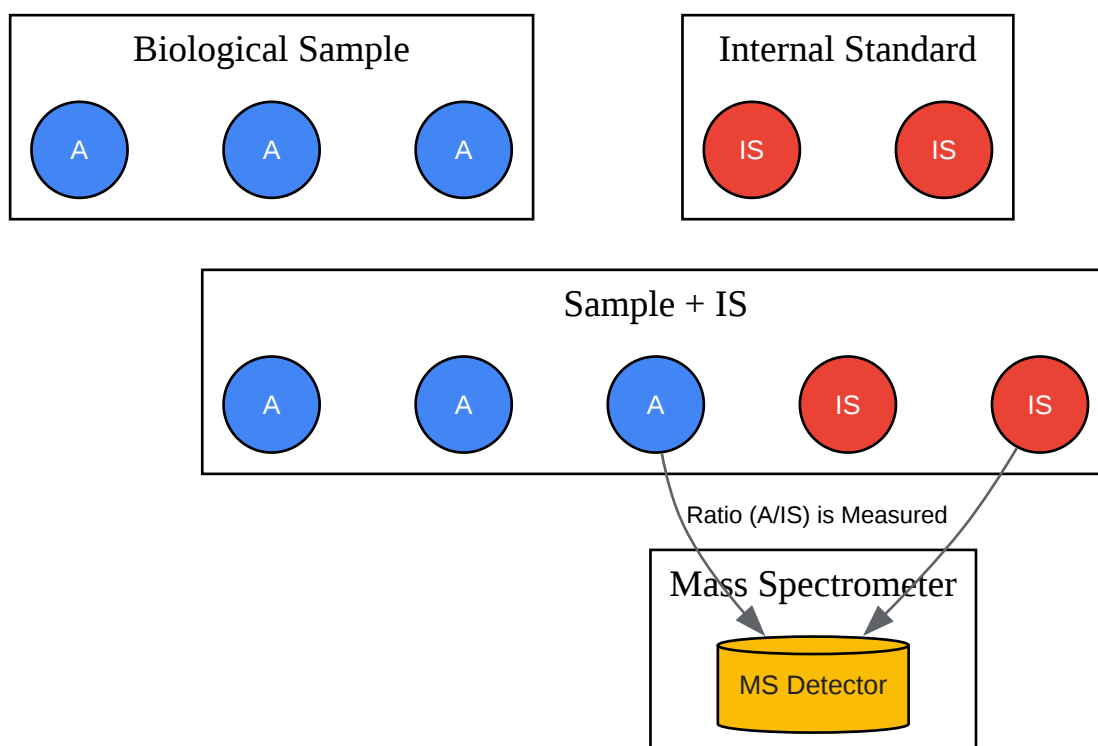 Biological Sample
Internal Standard
A
A
A
IS
IS
Sample + IS
A
A
A
IS
IS
Ratio (A/IS) is Measured
Mass Spectrometer
MS Detector